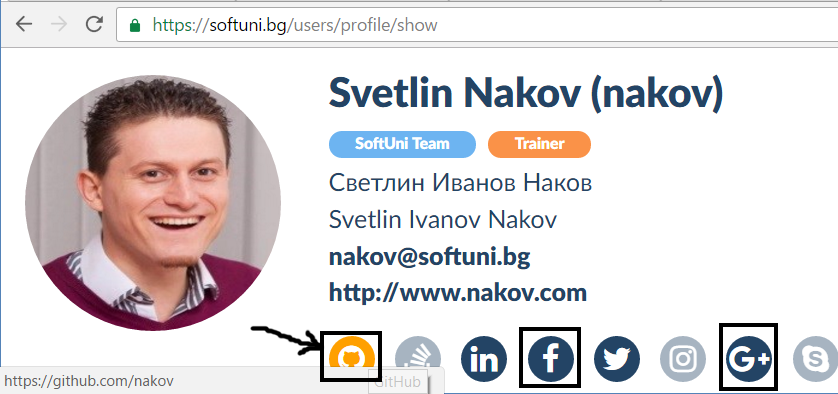 https://softuni.bg/users/profile/show
Svetlin Nakov (nakov)
SoftUni Team Trainer
Светлин Иванов Наков
Svetlin Ivanov Nakov
nakov@softuni.bg
http://www.nakov.com
in f G+ S
https://github.com/nakov GitHub